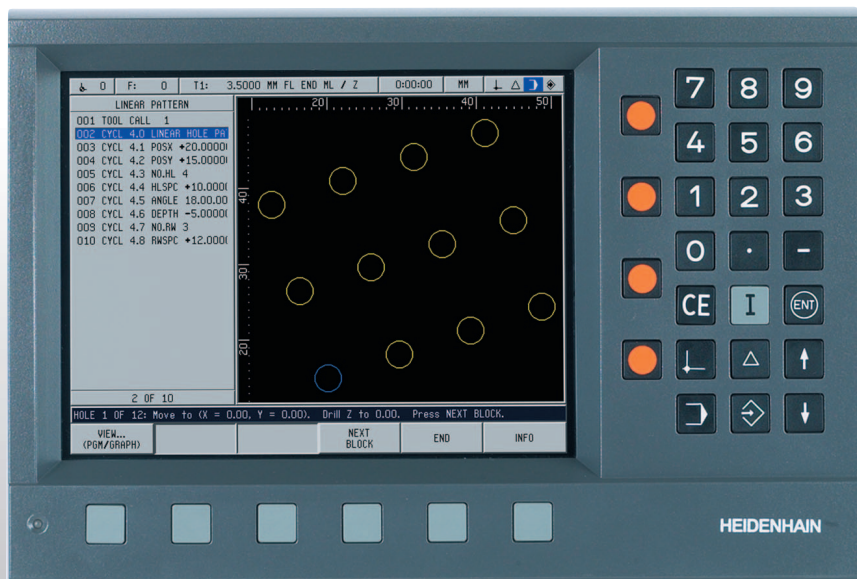 0 F: 0 T1: 3.5000 MM FL END ML / Z 0:00:00 MM
LINEAR PATTERN
001 TOOL CALL 1
002 CYCL 4.0 LINEAR HOLE PA
003 CYCL 4.1 POSX +20.0000
004 CYCL 4.2 POSY +15.0000
005 CYCL 4.3 NO.HL 4
006 CYCL 4.4 HLSPC +10.000(
007 CYCL 4.5 ANGLE 18.00.00
008 CYCL 4.6 DEPTH -5.0000(
009 CYCL 4.7 NO.RW 3
010 CYCL 4.8 RWSPC +12.000(
2 OF 10
20 30 40 50
40
30
20
HOLE 1 OF 12: Move to (X = 0.00, Y = 0.00). Drill Z to 0.00. Press NEXT BLOCK.
VIEW...
(PGM/GRAPH)
NEXT
BLOCK
END
INFO
7 8 9
4 5 6
1 2 3
0 . -
CE I ENT
HEIDENHAIN